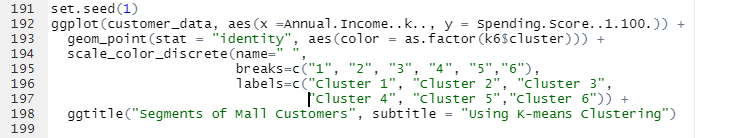 191 set.seed(1)
192 ggplot(customer_data, aes(x =Annual.Income..k.., y = Spending.Score..1.100.)) +
193 geom_point(stat = "identity", aes(color = as.factor(k6$cluster))) +
194 scale_color_discrete(name=" ",
195 breaks=c("1", "2", "3", "4", "5","6"),
196 labels=c("Cluster 1", "Cluster 2", "Cluster 3",
197 "Cluster 4", "Cluster 5","Cluster 6")) +
198 ggtitle("Segments of Mall Customers", subtitle = "Using K-means Clustering")
199